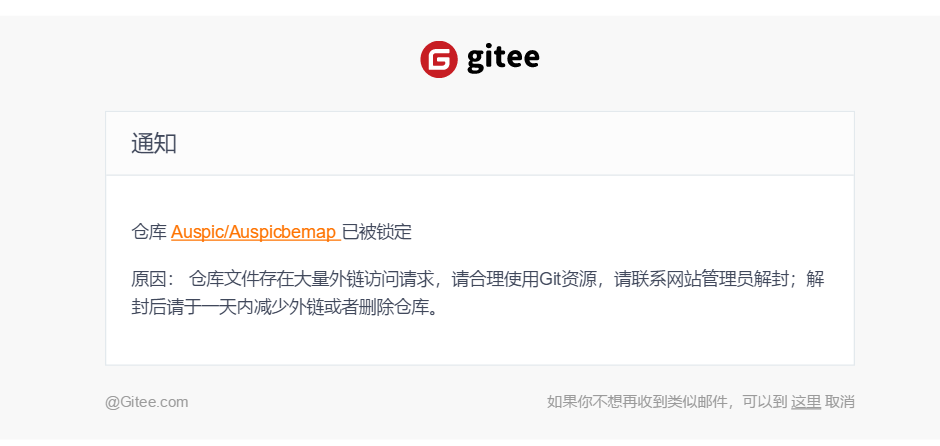 gitee
通知
仓库 Auspic/Auspicbemap 已被锁定
原因： 仓库文件存在大量外链访问请求，请合理使用Git资源，请联系网站管理员解封；解
封后请于一天内减少外链或者删除仓库。
@Gitee.com 如果你不想再收到类似邮件，可以到 这里 取消